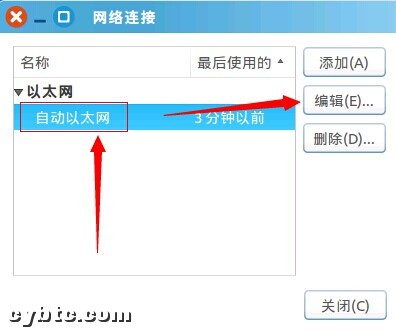 网络连接
名称 最后使用的 添加(A)
以太网 编辑(E)...
自动以太网 3 分钟以前
删除(D)...
关闭(C)
cybtc.com